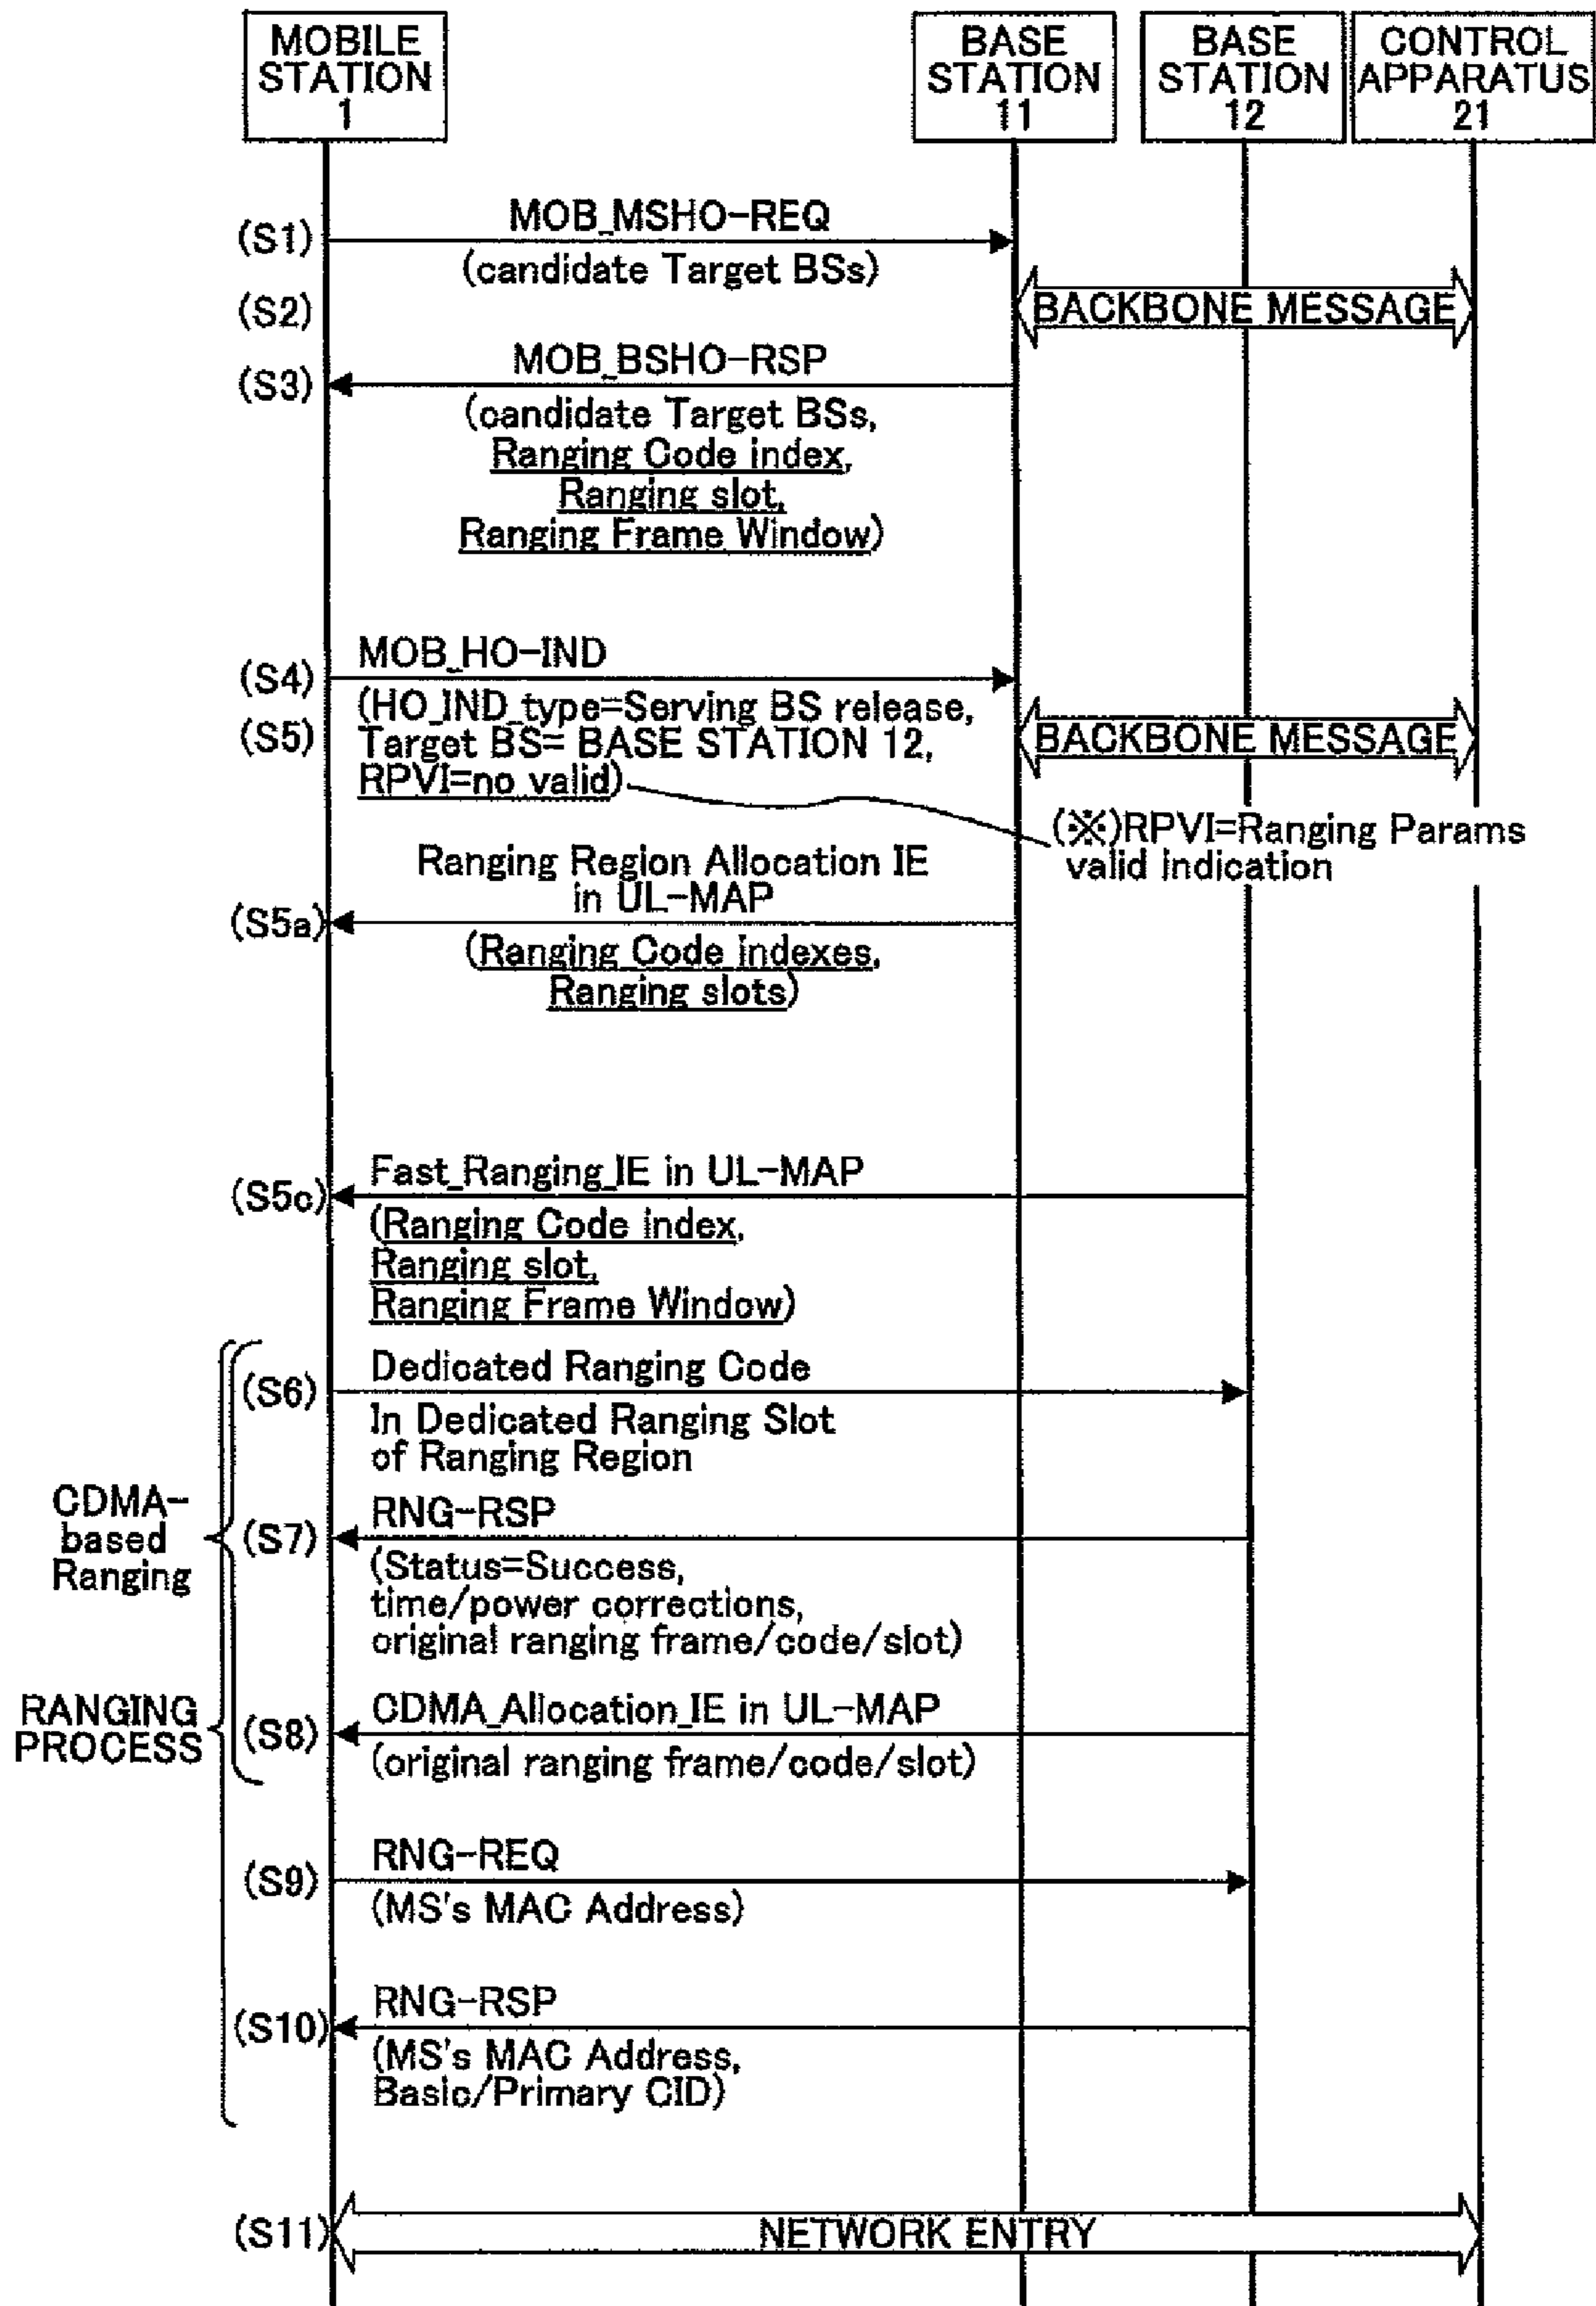 MOBILE
STATION
1
BASE
STATION
11
BASE
STATION
12
CONTROL
APPARATUS
21
(S1)
MOB_MSHO-REQ
(candidate Target BSs)
(S2)
BACKBONE MESSAGE
(S3)
MOB_BSHO-RSP
(candidate Target BSs,
Ranging Code index,
Ranging slot,
Ranging Frame Window)
(S4)
MOB_HO-IND
(HO_IND_type=Serving BS release,
Target BS= BASE STATION 12,
RPVI=no valid)
(S5)
BACKBONE MESSAGE
(※)RPVI=Ranging Params
valid indication
Ranging Region Allocation IE
in UL-MAP
(S5a)
(Ranging Code indexes,
Ranging slots)
(S5c)
Fast_Ranging_IE in UL-MAP
(Ranging Code index,
Ranging slot,
Ranging Frame Window)
CDMA-
based
Ranging
RANGING
PROCESS
(S6)
Dedicated Ranging Code
In Dedicated Ranging Slot
of Ranging Region
(S7)
RNG-RSP
(Status=Success,
time/power corrections,
original ranging frame/code/slot)
(S8)
CDMA_Allocation_IE in UL-MAP
(original ranging frame/code/slot)
(S9)
RNG-REQ
(MS's MAC Address)
(S10)
RNG-RSP
(MS's MAC Address,
Basic/Primary CID)
(S11)
NETWORK ENTRY